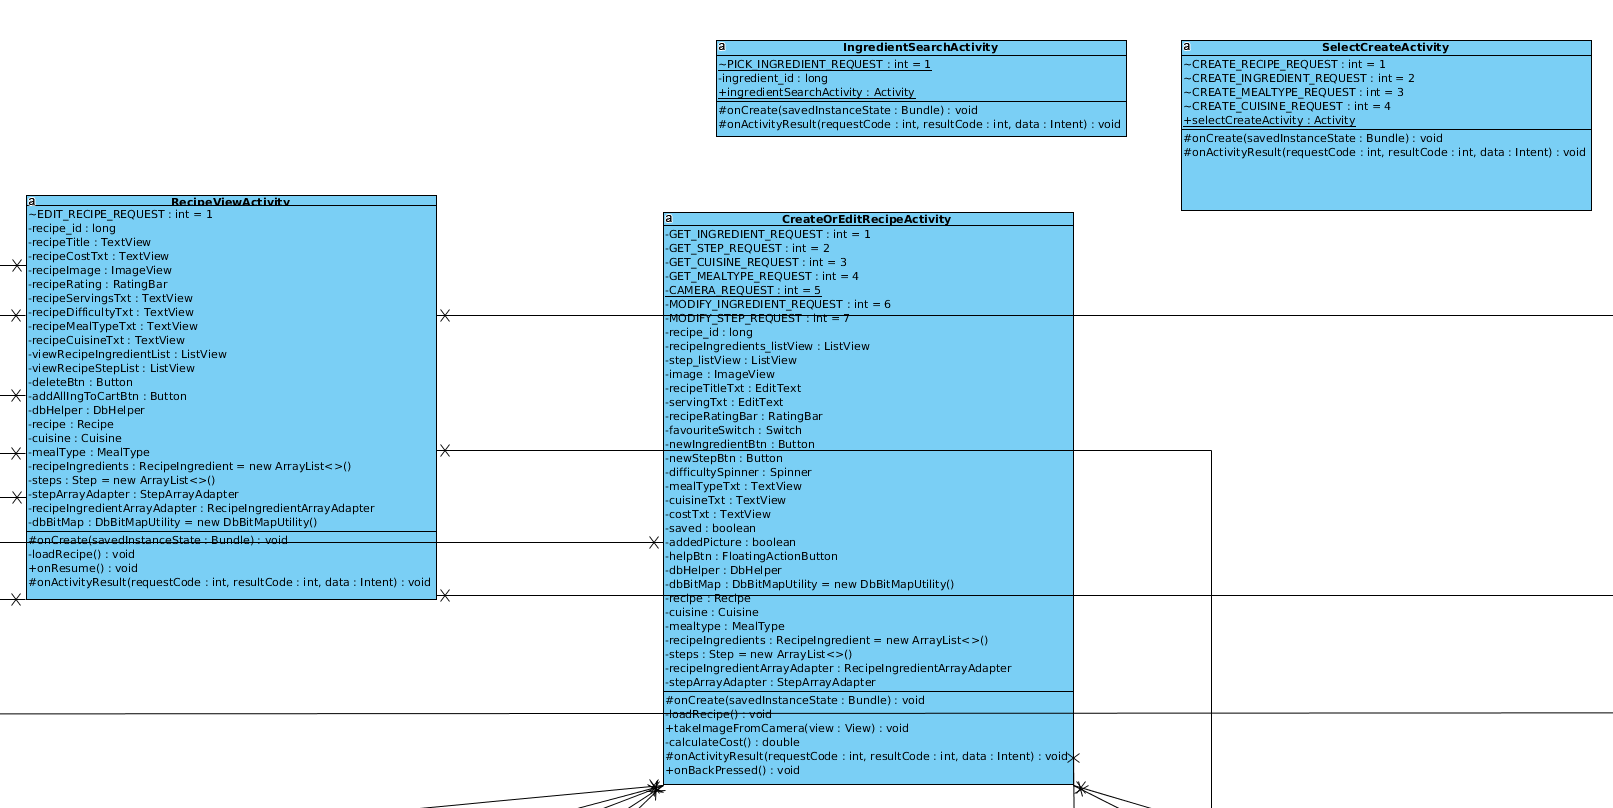 a
IngredientSearchActivity
~PICK_INGREDIENT_REQUEST : int = 1
-ingredient_id : long
+ingredientSearchActivity : Activity
#onCreate(savedInstanceState : Bundle) : void
#onActivityResult(requestCode : int, resultCode : int, data : Intent) : void
a
SelectCreateActivity
~CREATE_RECIPE_REQUEST : int = 1
~CREATE_INGREDIENT_REQUEST : int = 2
~CREATE_MEALTYPE_REQUEST : int = 3
~CREATE_CUISINE_REQUEST : int = 4
+selectCreateActivity : Activity
#onCreate(savedInstanceState : Bundle) : void
#onActivityResult(requestCode : int, resultCode : int, data : Intent) : void
a
RecipeViewActivity
~EDIT_RECIPE_REQUEST : int = 1
-recipe_id : long
-recipeTitle : TextView
-recipeCostTxt : TextView
-recipeImage : ImageView
-recipeRating : RatingBar
-recipeServingsTxt : TextView
-recipeDifficultyTxt : TextView
-recipeMealTypeTxt : TextView
-recipeCuisineTxt : TextView
-viewRecipeIngredientList : ListView
-viewRecipeStepList : ListView
-deleteBtn : Button
-addAllIngToCartBtn : Button
-dbHelper : DbHelper
-recipe : Recipe
-cuisine : Cuisine
-mealType : MealType
-recipeIngredients : RecipeIngredient = new ArrayList<>()
-steps : Step = new ArrayList<>()
-stepArrayAdapter : StepArrayAdapter
-recipeIngredientArrayAdapter : RecipeIngredientArrayAdapter
-dbBitMap : DbBitMapUtility = new DbBitMapUtility()
#onCreate(savedInstanceState : Bundle) : void
-loadRecipe() : void
+onResume() : void
#onActivityResult(requestCode : int, resultCode : int, data : Intent) : void
a
CreateOrEditRecipeActivity
-GET_INGREDIENT_REQUEST : int = 1
-GET_STEP_REQUEST : int = 2
-GET_CUISINE_REQUEST : int = 3
-GET_MEALTYPE_REQUEST : int = 4
-CAMERA_REQUEST : int = 5
-MODIFY_INGREDIENT_REQUEST : int = 6
-MODIFY_STEP_REQUEST : int = 7
-recipe_id : long
-recipeIngredients_listView : ListView
-step_listView : ListView
-image : ImageView
-recipeTitleTxt : EditText
-servingTxt : EditText
-recipeRatingBar : RatingBar
-favouriteSwitch : Switch
-newIngredientBtn : Button
-newStepBtn : Button
-difficultySpinner : Spinner
-mealTypeTxt : TextView
-cuisineTxt : TextView
-costTxt : TextView
-saved : boolean
-addedPicture : boolean
-helpBtn : FloatingActionButton
-dbHelper : DbHelper
-dbBitMap : DbBitMapUtility = new DbBitMapUtility()
-recipe : Recipe
-cuisine : Cuisine
-mealtype : MealType
-recipeIngredients : RecipeIngredient = new ArrayList<>()
-steps : Step = new ArrayList<>()
-recipeIngredientArrayAdapter : RecipeIngredientArrayAdapter
-stepArrayAdapter : StepArrayAdapter
#onCreate(savedInstanceState : Bundle) : void
-loadRecipe() : void
+takeImageFromCamera(view : View) : void
-calculateCost() : double
#onActivityResult(requestCode : int, resultCode : int, data : Intent) : void
+onBackPressed() : void